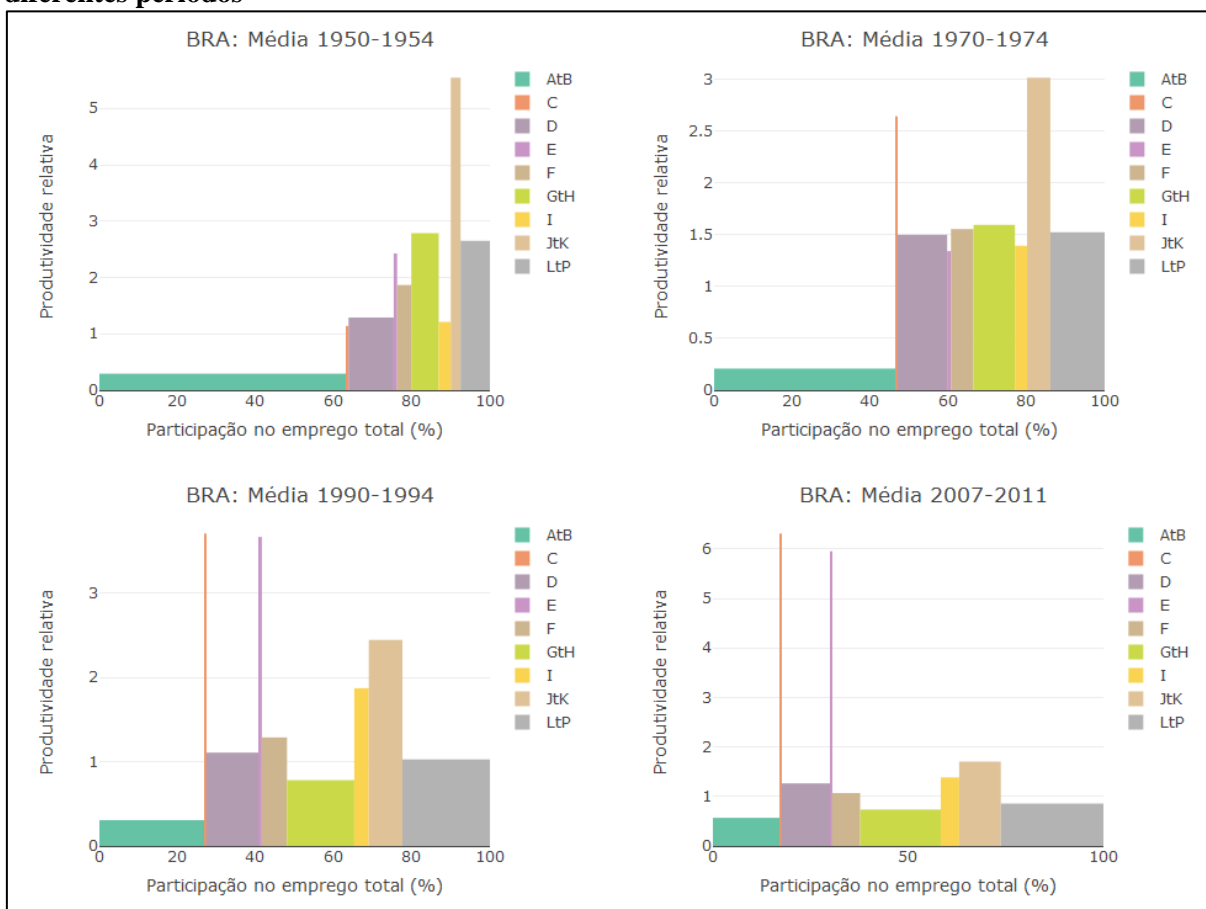 diferentes períodos
BRA: Média 1950-1954
5
4
3
2
1
0
Produtividade relativa
0 20 40 60 80 100
Participação no emprego total (%)
AtB
C
D
E
F
GtH
I
JtK
LtP
BRA: Média 1970-1974
3
2.5
2
1.5
1
0.5
0
Produtividade relativa
0 20 40 60 80 100
Participação no emprego total (%)
AtB
C
D
E
F
GtH
I
JtK
LtP
BRA: Média 1990-1994
3
2
1
0
Produtividade relativa
0 20 40 60 80 100
Participação no emprego total (%)
AtB
C
D
E
F
GtH
I
JtK
LtP
BRA: Média 2007-2011
6
5
4
3
2
1
0
Produtividade relativa
0 50 100
Participação no emprego total (%)
AtB
C
D
E
F
GtH
I
JtK
LtP